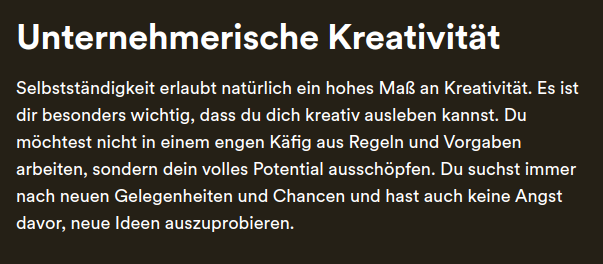 Unternehmerische Kreativität
Selbstständigkeit erlaubt natürlich ein hohes Maß an Kreativität. Es ist
dir besonders wichtig, dass du dich kreativ ausleben kannst. Du
möchtest nicht in einem engen Käfig aus Regeln und Vorgaben
arbeiten, sondern dein volles Potential ausschöpfen. Du suchst immer
nach neuen Gelegenheiten und Chancen und hast auch keine Angst
davor, neue Ideen auszuprobieren.